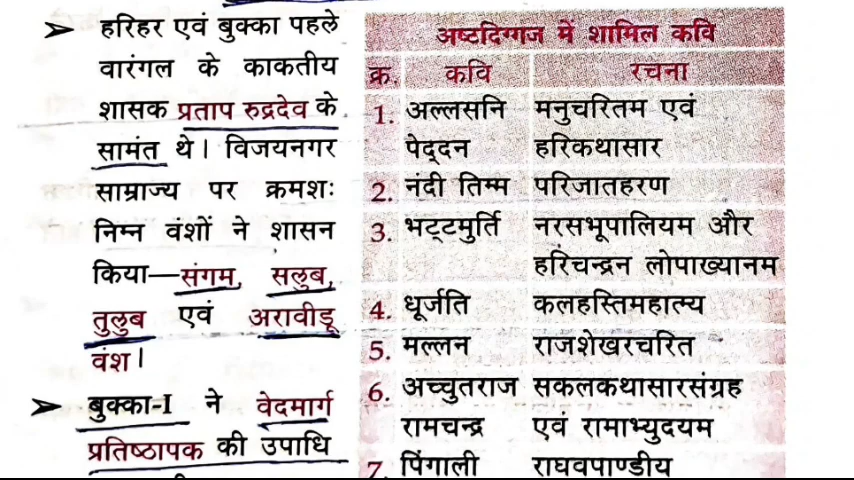 ➤ हरिहर एवं बुक्का पहले
वारंगल के काकतीय
शासक प्रताप रुद्रदेव के
सामंत थे। विजयनगर
साम्राज्य पर क्रमशः
निम्न वंशों ने शासन
किया—संगम, सलुब,
तुलुब एवं अरावीडू
वंश।
➤ बुक्का-I ने वेदमार्ग
प्रतिष्ठापक की उपाधि
अष्टदिग्गज में शामिल कवि
क्र. कवि रचना
1. अल्लसनि मनुचरितम एवं
पेद्दन हरिकथासार
2. नंदी तिम्म परिजातहरण
3. भट्टमुर्ति नरसभूपालियम और
हरिचन्द्रन लोपाख्यानम
4. धूर्जति कलहस्तिमहात्म्य
5. मल्लन राजशेखरचरित
6. अच्चुतराज सकलकथासारसंग्रह
रामचन्द्र एवं रामाभ्युदयम
7. पिंगाली राघवपाण्डीय